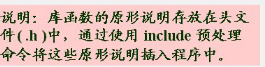 说明：库函数的原形说明存放在头文
件(.h)中，通过使用 include 预处理
命令将这些原形说明插入程序中。